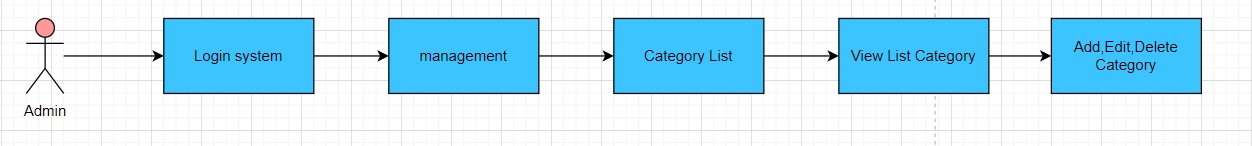 Login system
management
Category List
View List Category
Add,Edit,Delete
Category
Admin